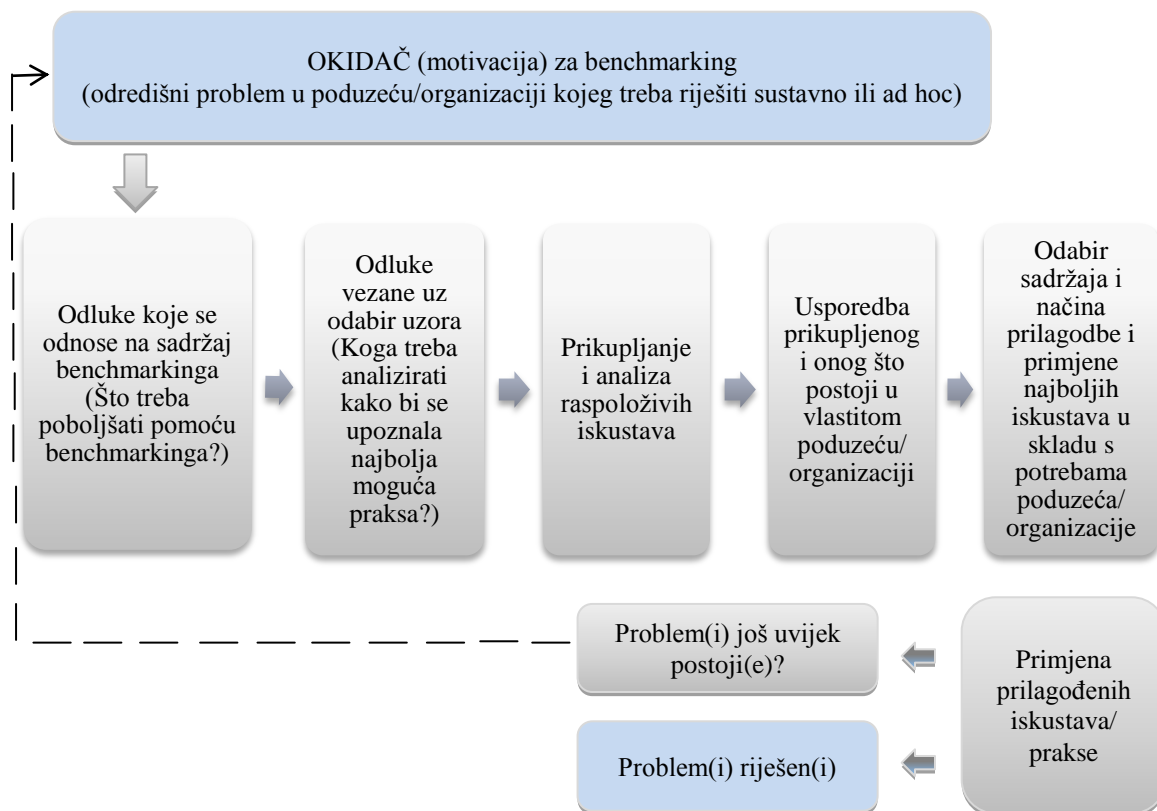 OKIDAČ (motivacija) za benchmarking
(odredišni problem u poduzeću/organizaciji kojeg treba riješiti sustavno ili ad hoc)
Odluke koje se
odnose na sadržaj
benchmarkinga
(Što treba
poboljšati pomoću
benchmarkinga?)
Odluke
vezane uz
odabir uzora
(Koga treba
analizirati
kako bi se
upoznala
najbolja
moguća
praksa?)
Prikupljanje
i analiza
raspoloživih
iskustava
Usporedba
prikupljenog
i onog što
postoji u
vlastitom
poduzeću/
organizaciji
Odabir
sadržaja i
načina
prilagodbe i
primjene
najboljih
iskustava u
skladu s
potrebama
poduzeća/
organizacije
Problem(i) još uvijek
postoji(e)?
Primjena
prilagođenih
iskustava/
prakse
Problem(i) riješen(i)